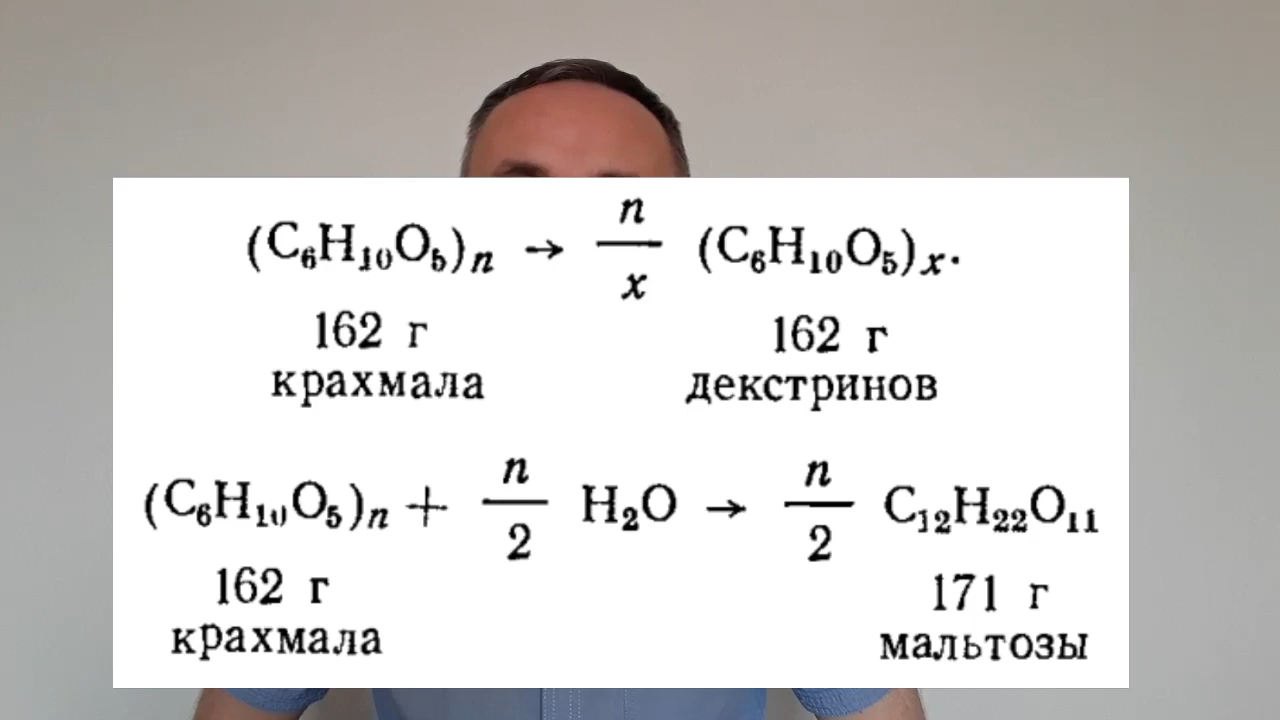 (C₆H₁₀O₅)ₙ → n/x (C₆H₁₀O₅)ₓ.
162 г 162 г
крахмала декстринов
(C₆H₁₀O₅)ₙ + n/2 H₂O → n/2 C₁₂H₂₂O₁₁
162 г 171 г
крахмала мальтозы